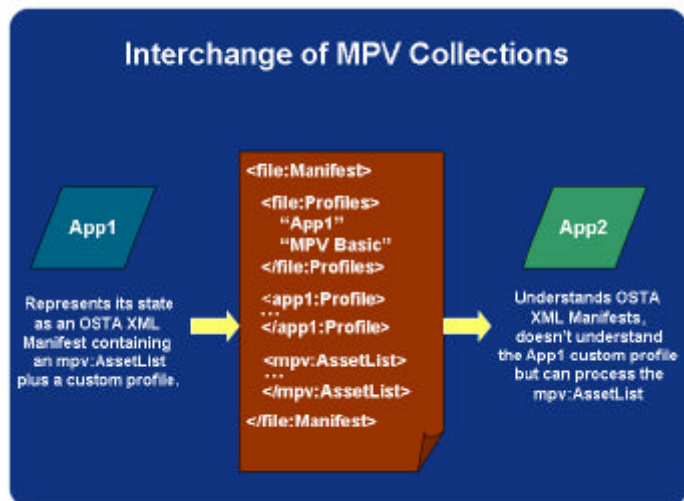 Interchange of MPV Collections
App1
Represents its state
as an OSTA XML
Manifest containing
an mpv:AssetList
plus a custom profile.
<file:Manifest>
<file:Profiles>
“App1”
“MPV Basic”
</file:Profiles>
<app1:Profile>
...
</app1:Profile>
<mpv:AssetList>
...
</mpv:AssetList>
</file:Manifest>
App2
Understands OSTA
XML Manifests,
doesn't understand
the App1 custom profile
but can process the
mpv:AssetList